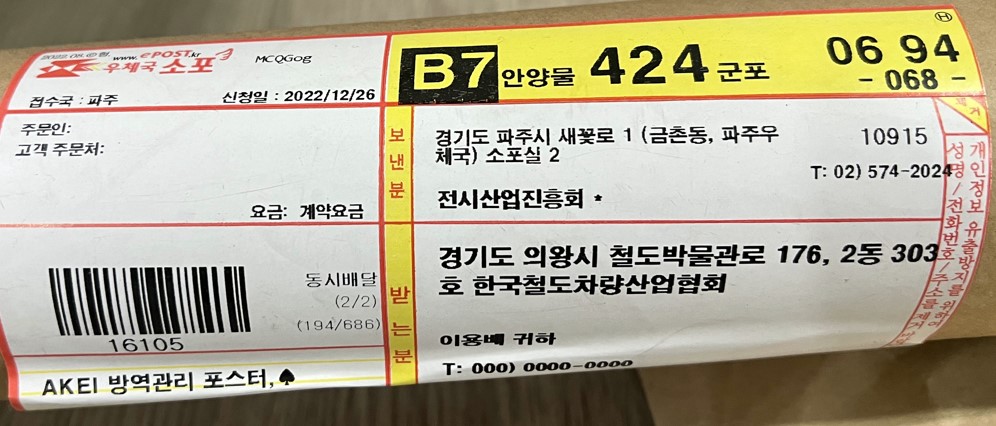 2022.05.03현. www.ePOST.kr
우체국 소포
MCQGog
접수국 : 파주
신청일 : 2022/12/26
B7 안양물 424 군포
06 94
- 068 -
H
주문인:
고객 주문처:
요금: 계약요금
보낸분
경기도 파주시 새꽃로 1 (금촌동, 파주우
체국) 소포실 2
10915
T: 02) 574-2024
전시산업진흥회 *
동시배달
(2/2)
(194/686)
16105
받는분
경기도 의왕시 철도박물관로 176, 2동 303
호 한국철도차량산업협회
이용배 귀하
T: 000) 0000-0000
AKEI 방역관리 포스터,♠
개인정보 유출방지를 위하여
성명/전화번호/주소를 제거